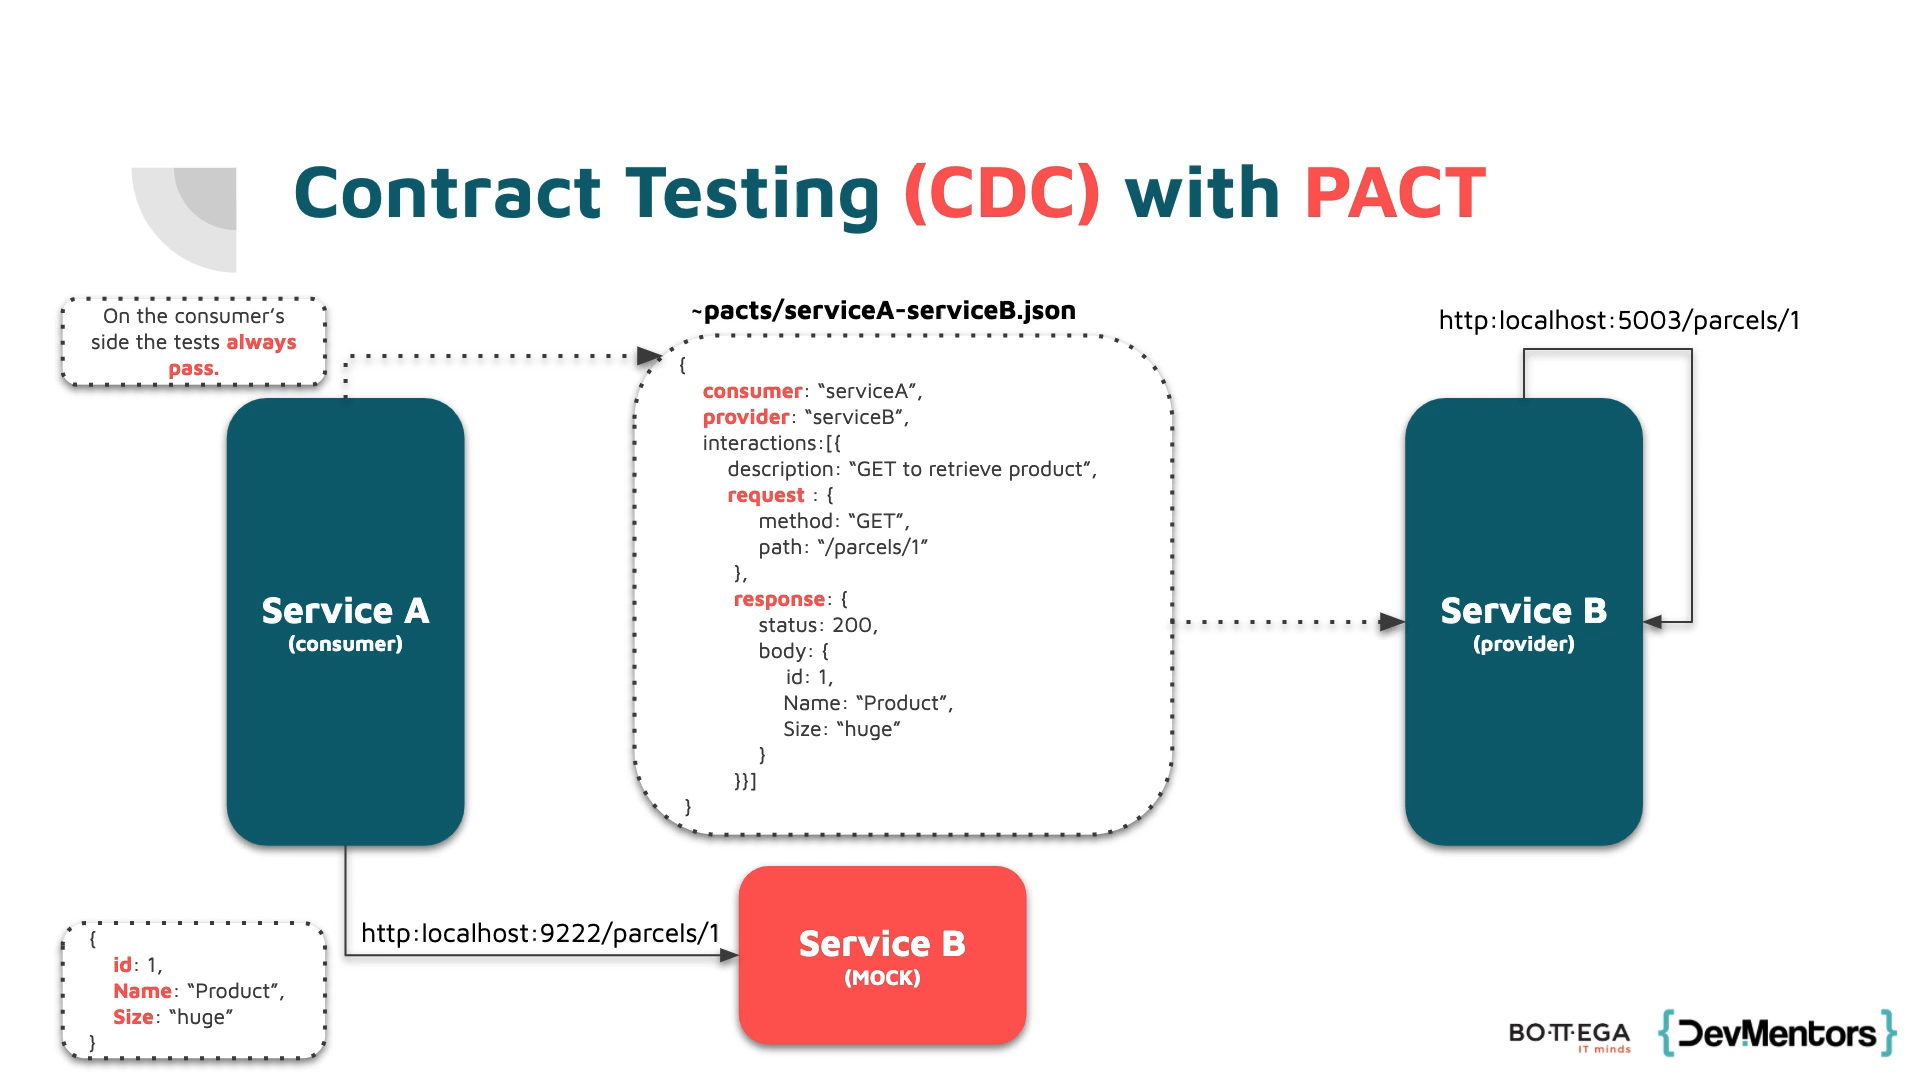 Contract Testing (CDC) with PACT
On the consumer’s
side the tests always
pass.
~pacts/serviceA-serviceB.json
{
consumer: “serviceA”,
provider: “serviceB”,
interactions:[{
description: “GET to retrieve product”,
request : {
method: “GET”,
path: “/parcels/1”
},
response: {
status: 200,
body: {
id: 1,
Name: “Product”,
Size: “huge”
}
}}]
}
http:localhost:5003/parcels/1
Service A
(consumer)
Service B
(provider)
http:localhost:9222/parcels/1
Service B
(MOCK)
{
id: 1,
Name: “Product”,
Size: “huge”
}
BOTTEGA
IT minds
{DevMentors}